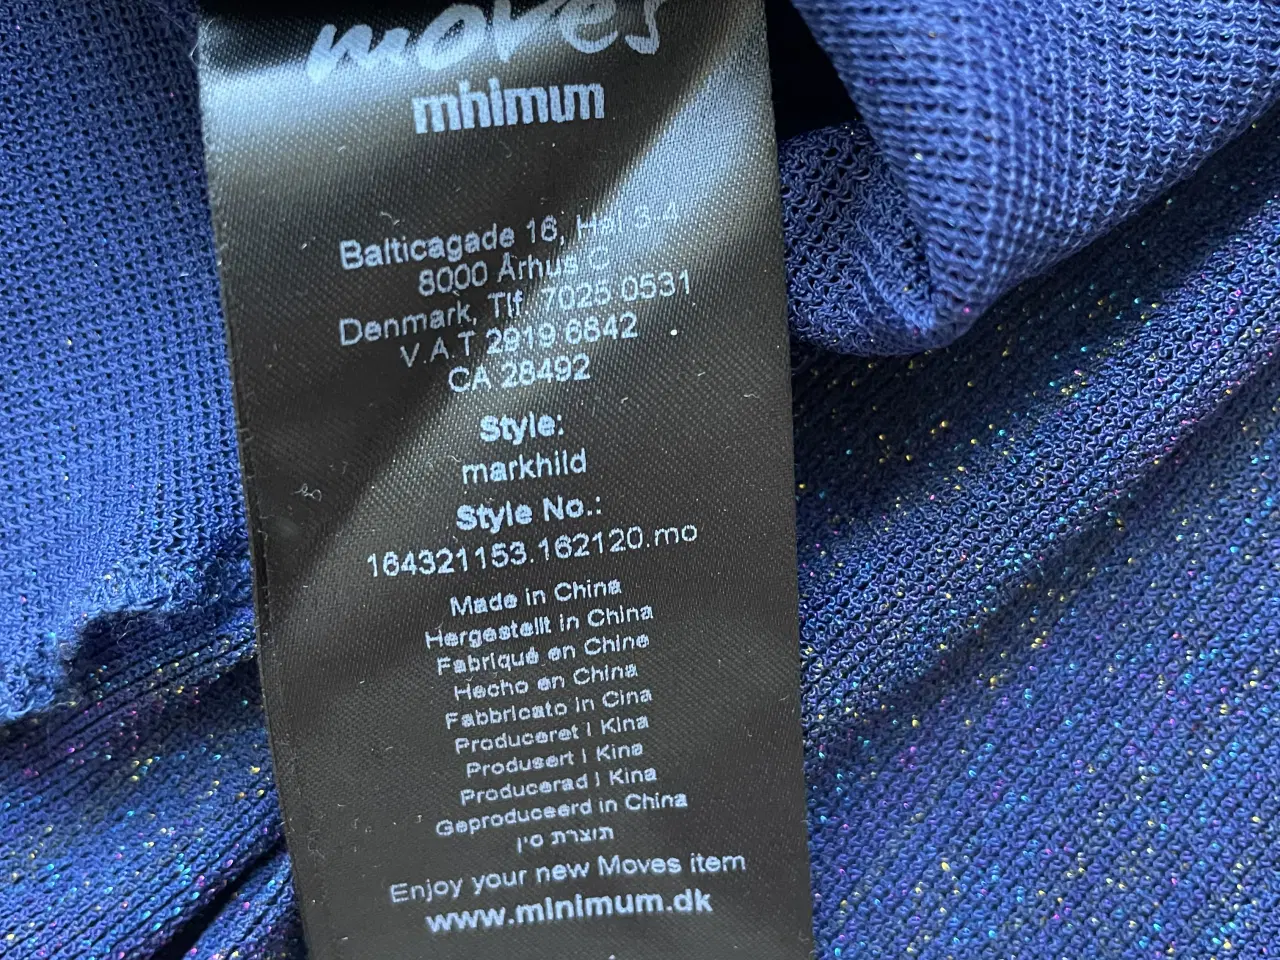 moves
minimum
Balticagade 16, Hal 3.4
8000 Århus C
Denmark, Tlf. 7025 0531
V.A.T 2919 6642
CA 28492
Style:
markhild
Style No.:
164321153.162120.mo
Made in China
Hergestellt in China
Fabriqué en Chine
Hecho en China
Fabbricato in Cina
Produceret i Kina
Produsert i Kina
Producerad i Kina
Geproduceerd in China
תוצרת סין
Enjoy your new Moves item
www.minimum.dk